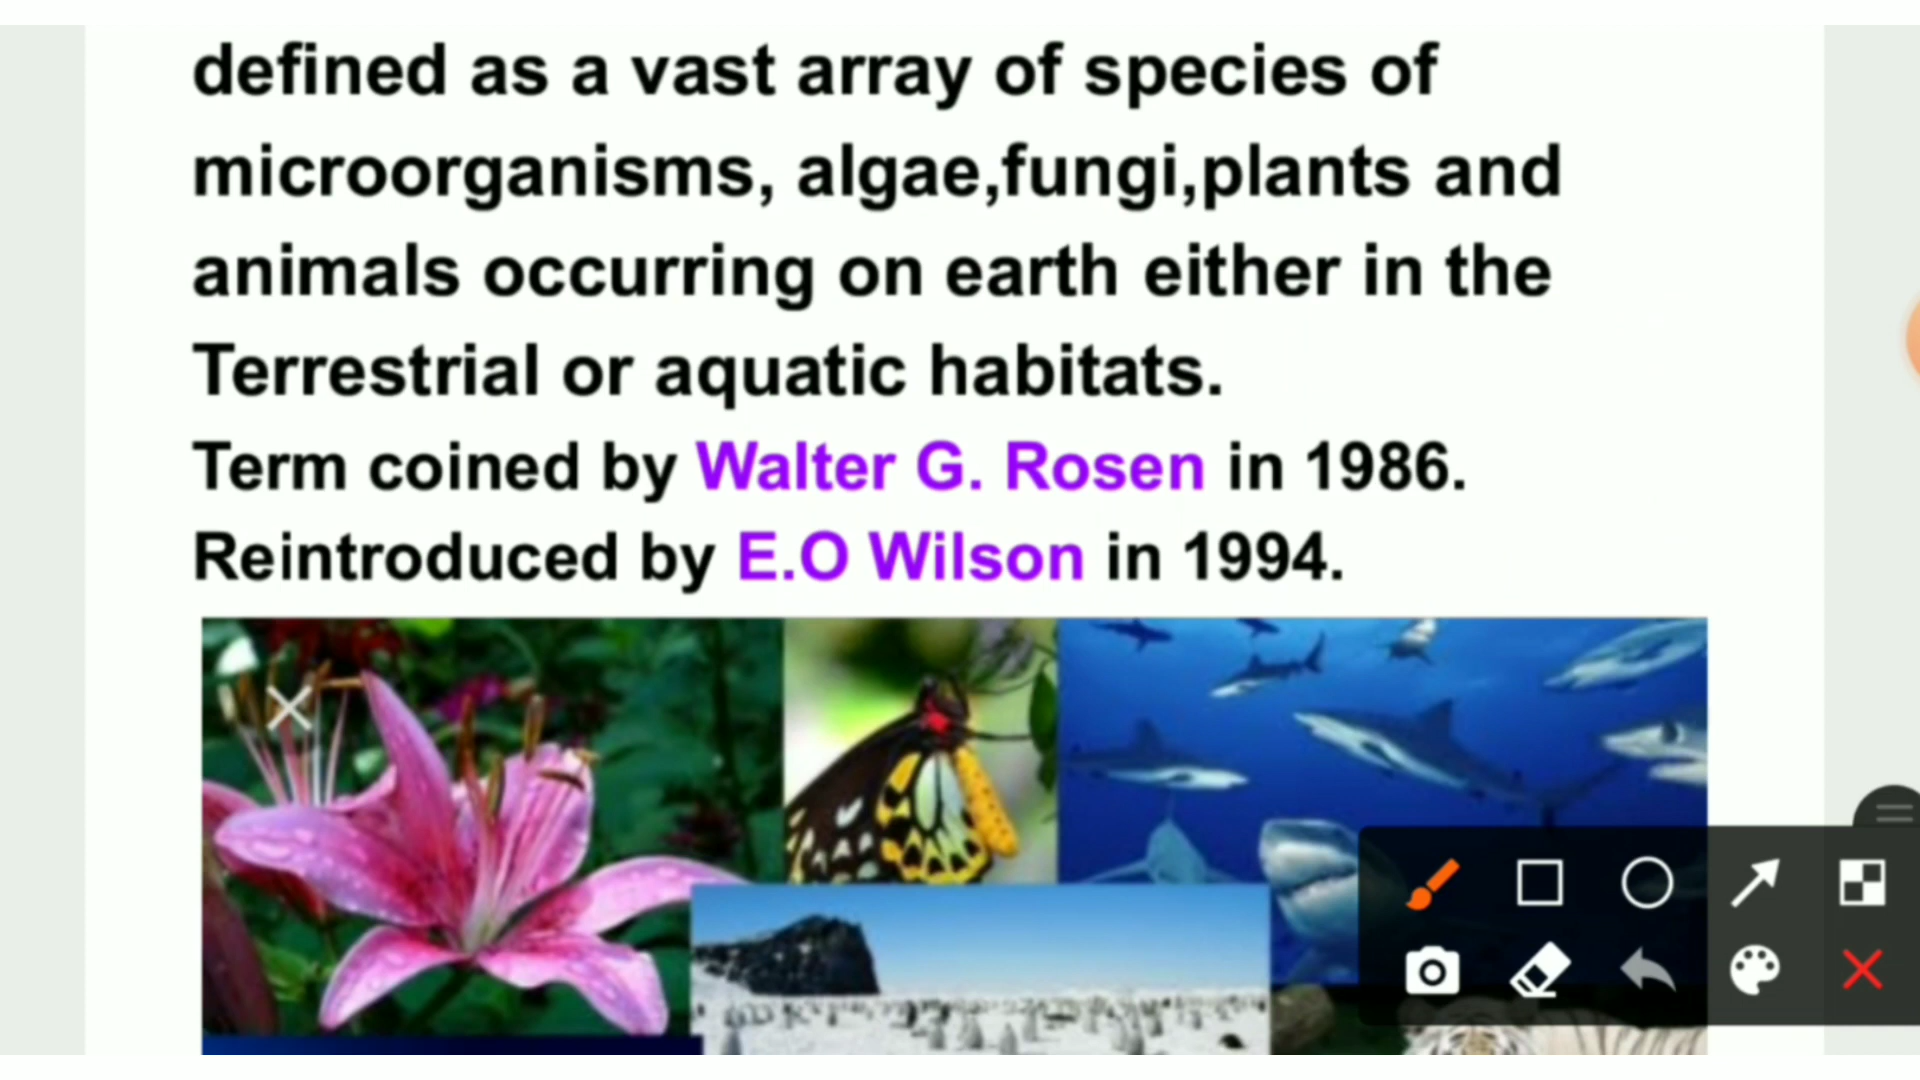 defined as a vast array of species of
microorganisms, algae,fungi,plants and
animals occurring on earth either in the
Terrestrial or aquatic habitats.
Term coined by Walter G. Rosen in 1986.
Reintroduced by E.O Wilson in 1994.